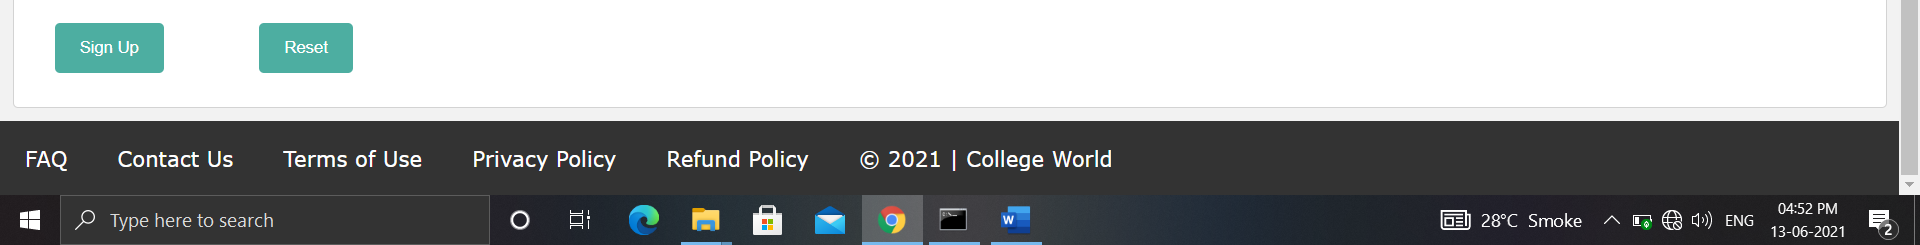 Sign Up Reset
FAQ Contact Us Terms of Use Privacy Policy Refund Policy © 2021 | College World
Type here to search 28°C Smoke ENG 04:52 PM
13-06-2021 2